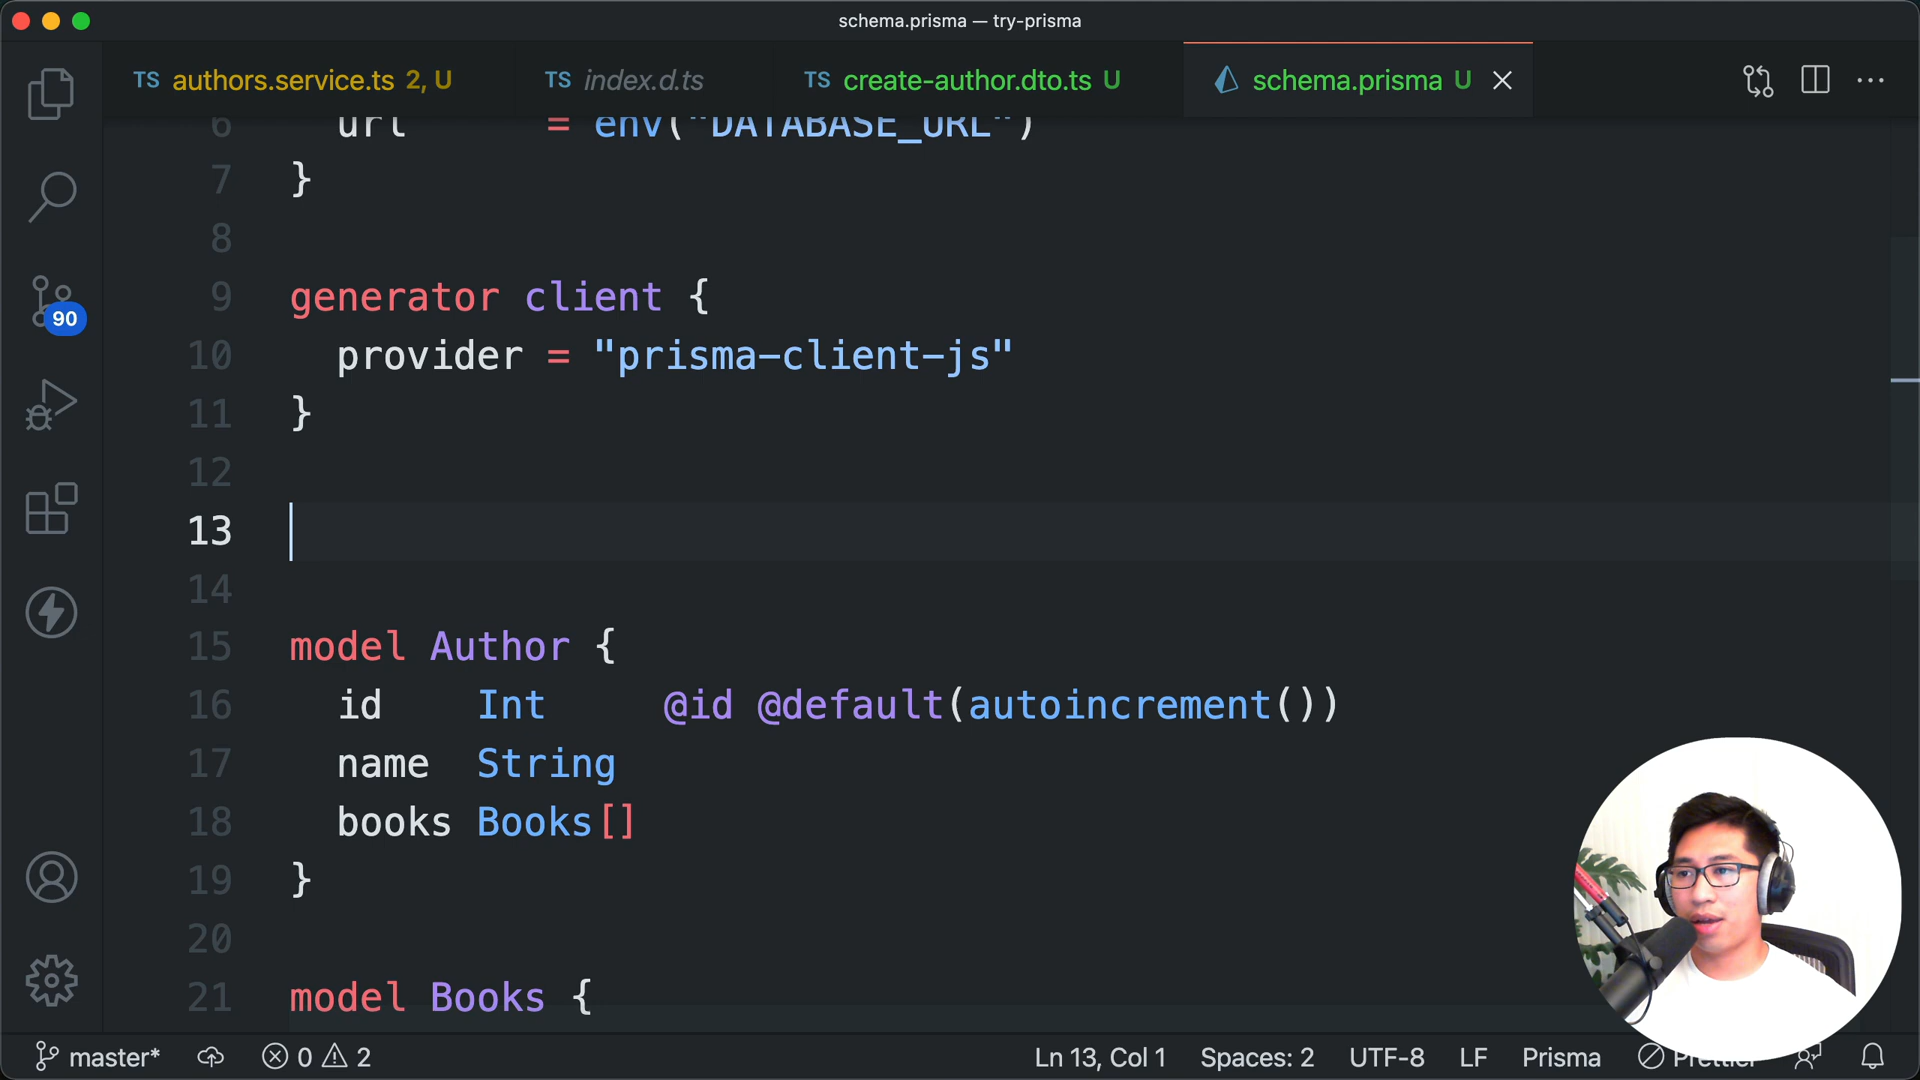 schema.prisma — try-prisma
TS authors.service.ts 2, U
TS index.d.ts
TS create-author.dto.ts U
schema.prisma U
6 url = env("DATABASE_URL")
7 }
8
9 generator client {
10 provider = "prisma-client-js"
11 }
12
13
14
15 model Author {
16 id Int @id @default(autoincrement())
17 name String
18 books Books[]
19 }
20
21 model Books {
90
master* 0 2 Ln 13, Col 1 Spaces: 2 UTF-8 LF Prisma Prettier